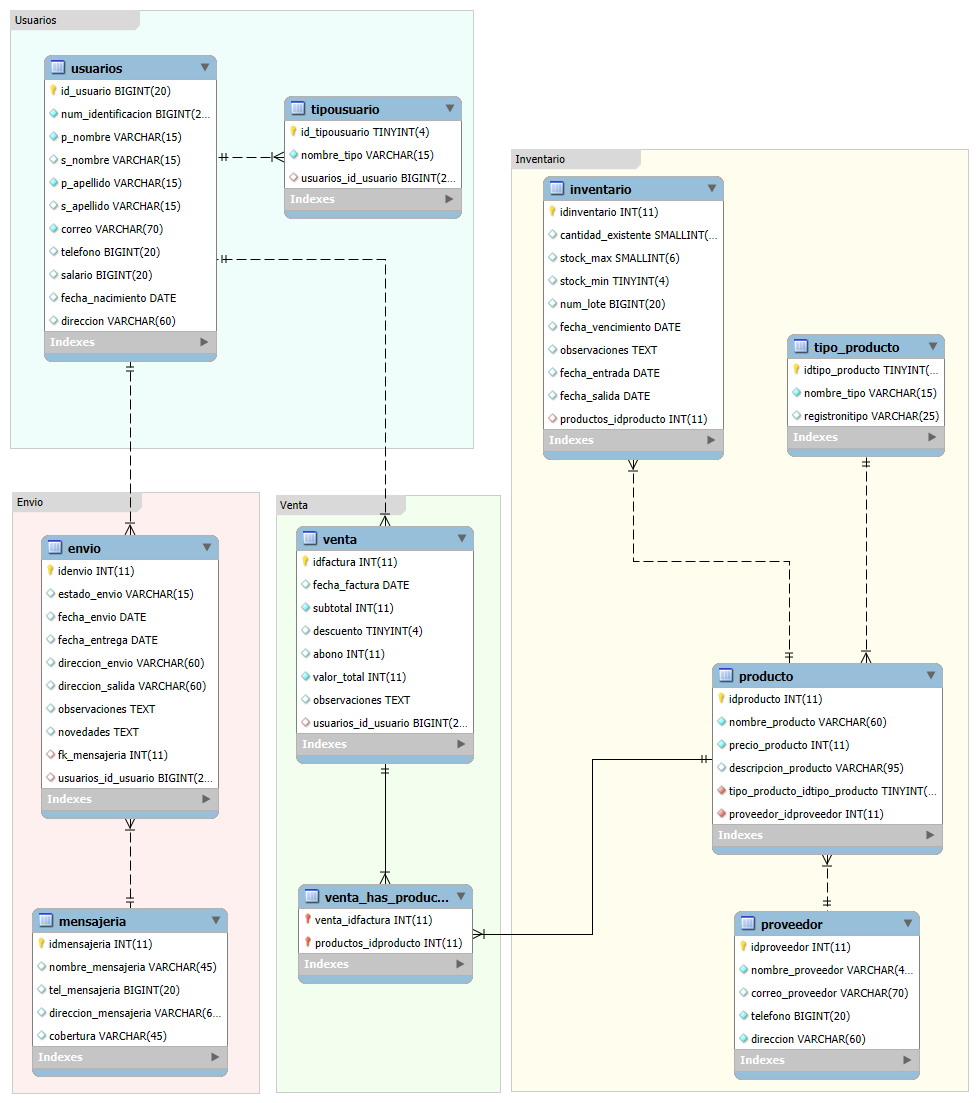 Usuarios
usuarios
id_usuario BIGINT(20)
num_identificacion BIGINT(2...
p_nombre VARCHAR(15)
s_nombre VARCHAR(15)
p_apellido VARCHAR(15)
s_apellido VARCHAR(15)
correo VARCHAR(70)
telefono BIGINT(20)
salario BIGINT(20)
fecha_nacimiento DATE
direccion VARCHAR(60)
Indexes
tipousuario
id_tipousuario TINYINT(4)
nombre_tipo VARCHAR(15)
usuarios_id_usuario BIGINT(2...
Indexes
Inventario
inventario
idinventario INT(11)
cantidad_existente SMALLINT(...
stock_max SMALLINT(6)
stock_min TINYINT(4)
num_lote BIGINT(20)
fecha_vencimiento DATE
observaciones TEXT
fecha_entrada DATE
fecha_salida DATE
productos_idproducto INT(11)
Indexes
tipo_producto
idtipo_producto TINYINT(...
nombre_tipo VARCHAR(15)
registronitipo VARCHAR(25)
Indexes
Envio
envio
idenvio INT(11)
estado_envio VARCHAR(15)
fecha_envio DATE
fecha_entrega DATE
direccion_envio VARCHAR(60)
direccion_salida VARCHAR(60)
observaciones TEXT
novedades TEXT
fk_mensajeria INT(11)
usuarios_id_usuario BIGINT(2...
Indexes
Venta
venta
idfactura INT(11)
fecha_factura DATE
subtotal INT(11)
descuento TINYINT(4)
abono INT(11)
valor_total INT(11)
observaciones TEXT
usuarios_id_usuario BIGINT(2...
Indexes
producto
idproducto INT(11)
nombre_producto VARCHAR(60)
precio_producto INT(11)
descripcion_producto VARCHAR(95)
tipo_producto_idtipo_producto TINYINT(...
proveedor_idproveedor INT(11)
Indexes
venta_has_produc...
venta_idfactura INT(11)
productos_idproducto INT(11)
Indexes
mensajeria
idmensajeria INT(11)
nombre_mensajeria VARCHAR(45)
tel_mensajeria BIGINT(20)
direccion_mensajeria VARCHAR(6...
cobertura VARCHAR(45)
Indexes
proveedor
idproveedor INT(11)
nombre_proveedor VARCHAR(4...
correo_proveedor VARCHAR(70)
telefono BIGINT(20)
direccion VARCHAR(60)
Indexes